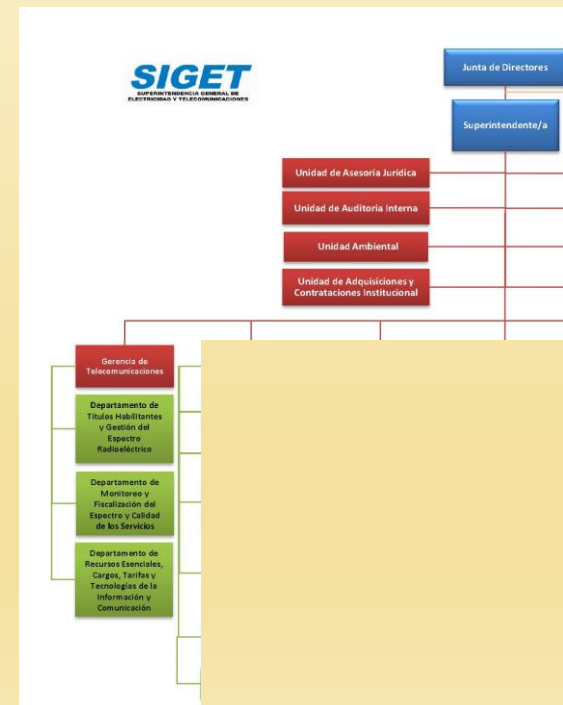 SIGET
SUPERINTENDENCIA GENERAL DE
ELECTRICIDAD Y TELECOMUNICACIONES
Junta de Directores
Superintendente/a
Unidad de Asesoría Jurídica
Unidad de Auditoría Interna
Unidad Ambiental
Unidad de Adquisiciones y
Contrataciones Institucional
Gerencia de
Telecomunicaciones
Departamento de
Títulos Habilitantes
y Gestión del
Espectro
Radioeléctrico
Departamento de
Monitoreo y
Fiscalización del
Espectro y Calidad
de los Servicios
Departamento de
Recursos Esenciales,
Cargos, Tarifas y
Tecnologías de la
Información y
Comunicación